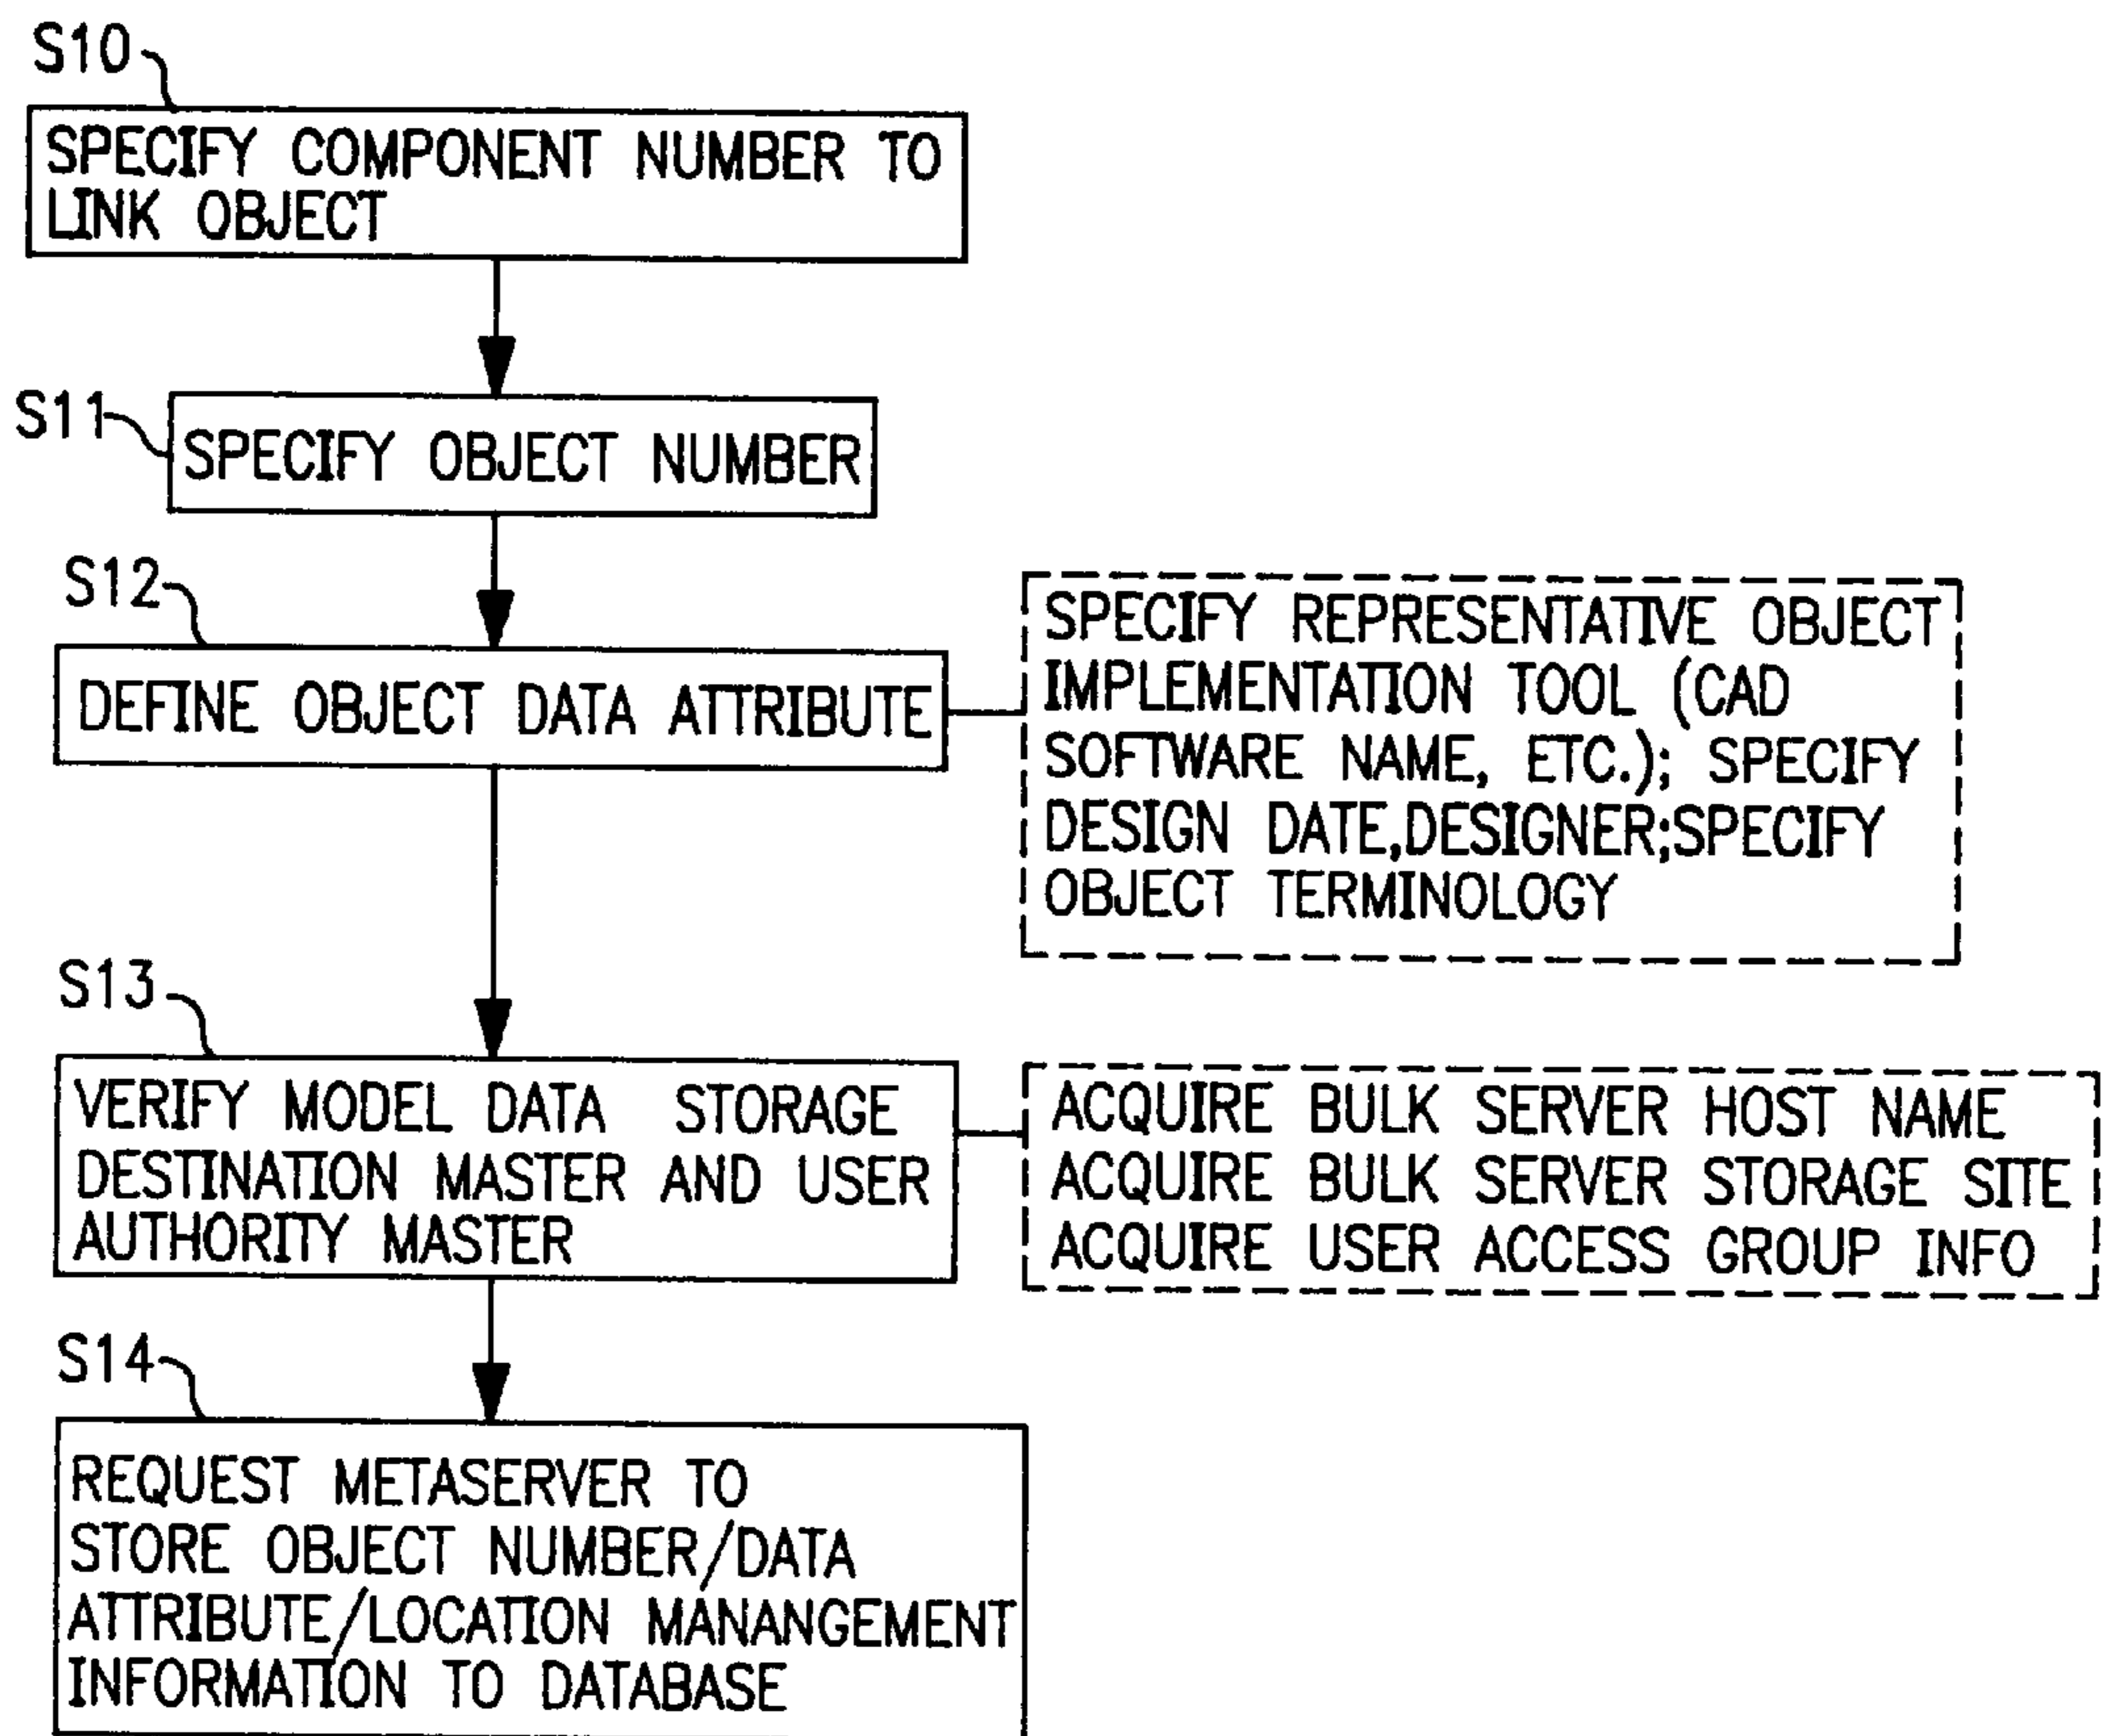 S10
SPECIFY COMPONENT NUMBER TO
LINK OBJECT
S11
SPECIFY OBJECT NUMBER
S12
DEFINE OBJECT DATA ATTRIBUTE
SPECIFY REPRESENTATIVE OBJECT
IMPLEMENTATION TOOL (CAD
SOFTWARE NAME, ETC.); SPECIFY
DESIGN DATE,DESIGNER;SPECIFY
OBJECT TERMINOLOGY
S13
VERIFY MODEL DATA STORAGE
DESTINATION MASTER AND USER
AUTHORITY MASTER
ACQUIRE BULK SERVER HOST NAME
ACQUIRE BULK SERVER STORAGE SITE
ACQUIRE USER ACCESS GROUP INFO
S14
REQUEST METASERVER TO
STORE OBJECT NUMBER/DATA
ATTRIBUTE/LOCATION MANANGEMENT
INFORMATION TO DATABASE